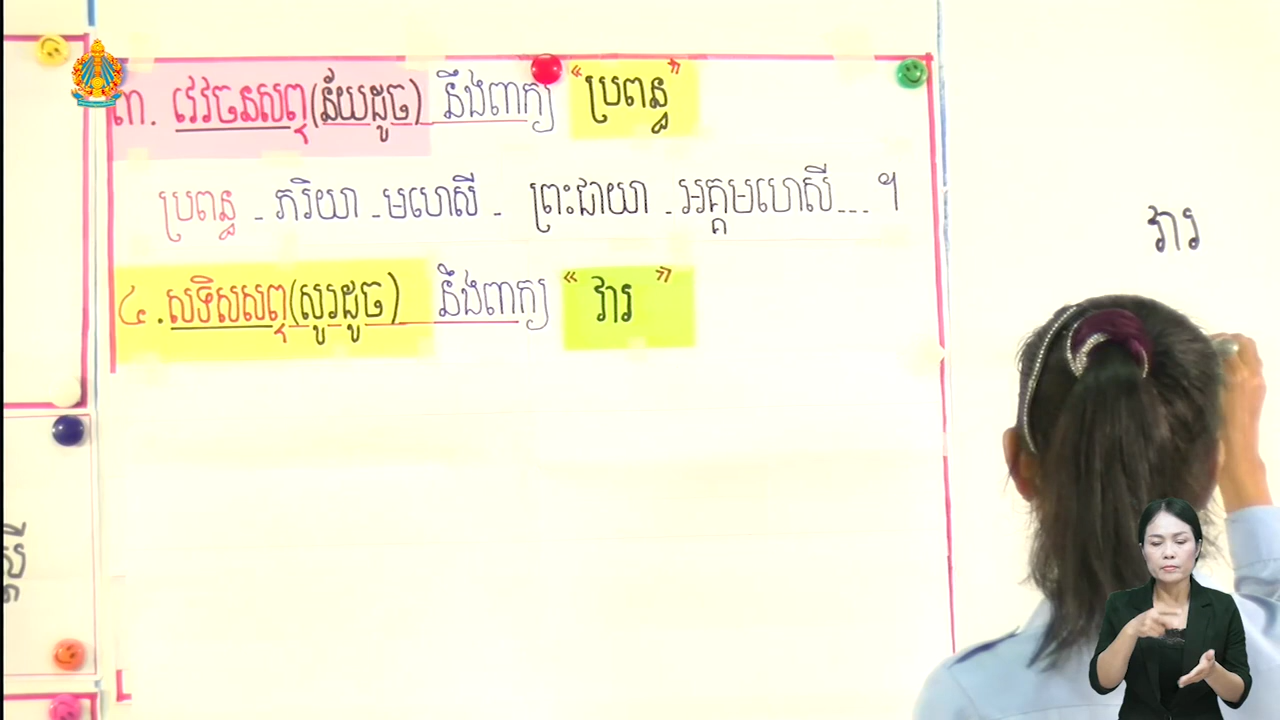 ៣. វេវចនសព្ទ(ន័យដូច) នឹងពាក្យ "ប្រពន្ធ"
ប្រពន្ធ - ភរិយា - មហេសី - ព្រះជាយា - អគ្គមហេសី... ។
៤. សទិសសព្ទ(សូរដូច) នឹងពាក្យ "វារ"
វារ